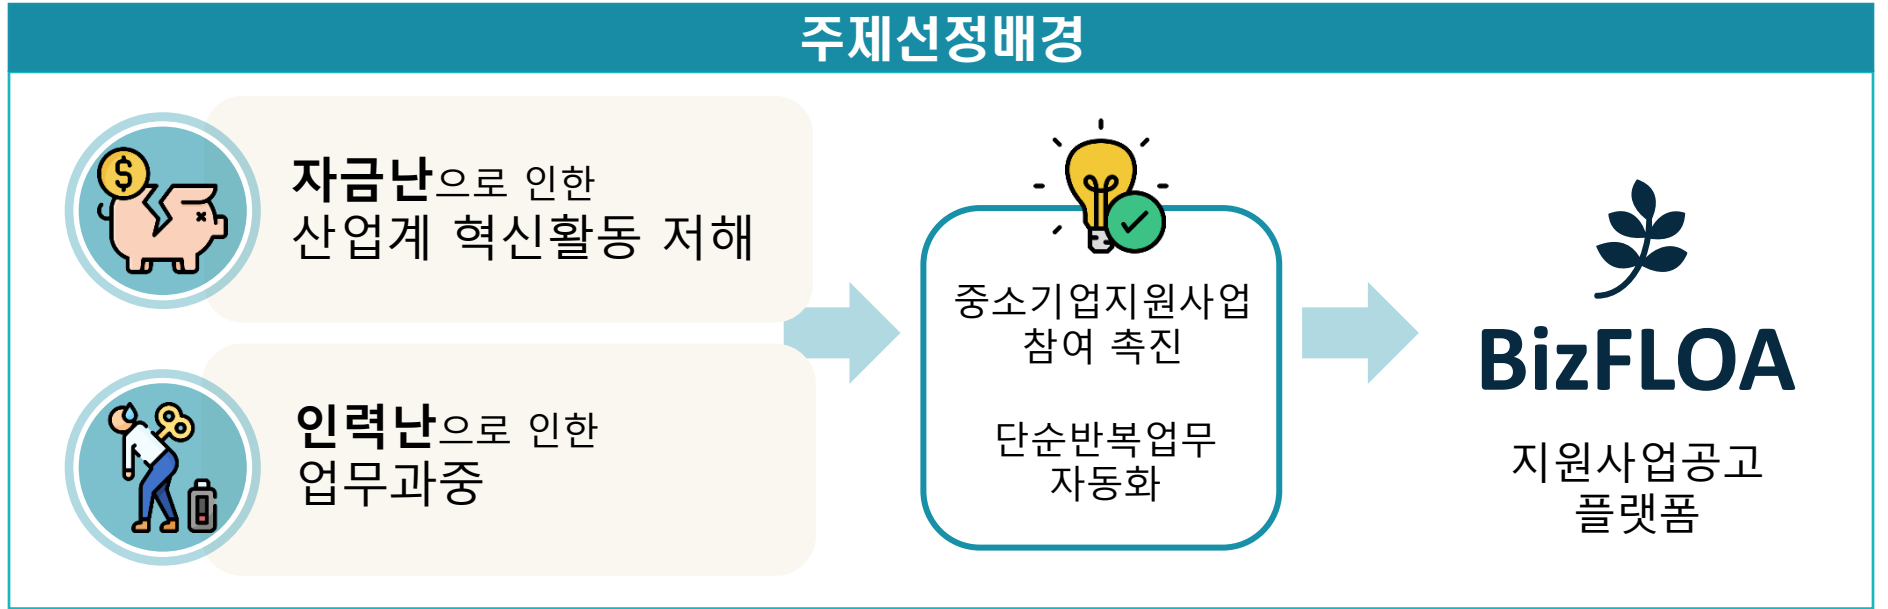 주제선정배경
자금난으로 인한
산업계 혁신활동 저해
인력난으로 인한
업무과중
중소기업지원사업
참여 촉진
단순반복업무
자동화
BizFLOA
지원사업공고
플랫폼